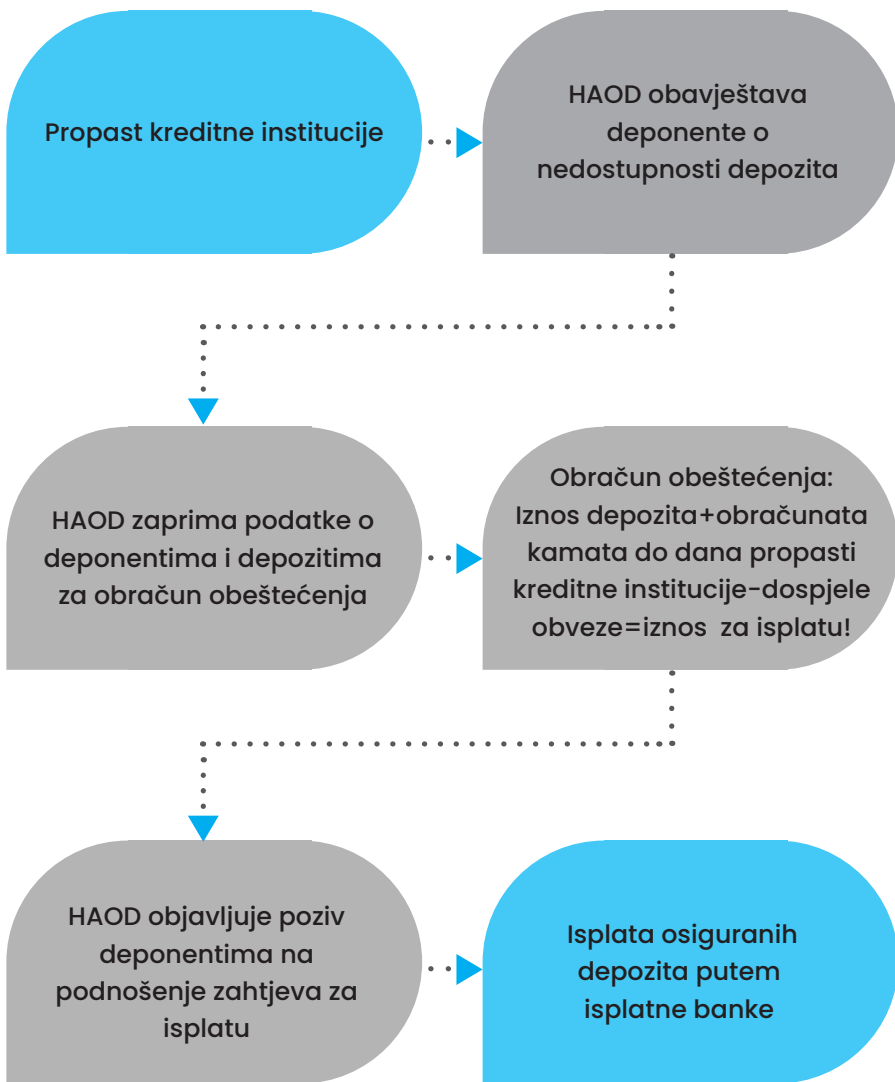 Propast kreditne institucije
HAOD obavještava
deponente o
nedostupnosti depozita
HAOD zaprima podatke o
deponentima i depozitima
za obračun obeštećenja
Obračun obeštećenja:
Iznos depozita+obračunata
kamata do dana propasti
kreditne institucije-dospjele
obveze=iznos za isplatu!
HAOD objavljuje poziv
deponentima na
podnošenje zahtjeva za
isplatu
Isplata osiguranih
depozita putem
isplatne banke